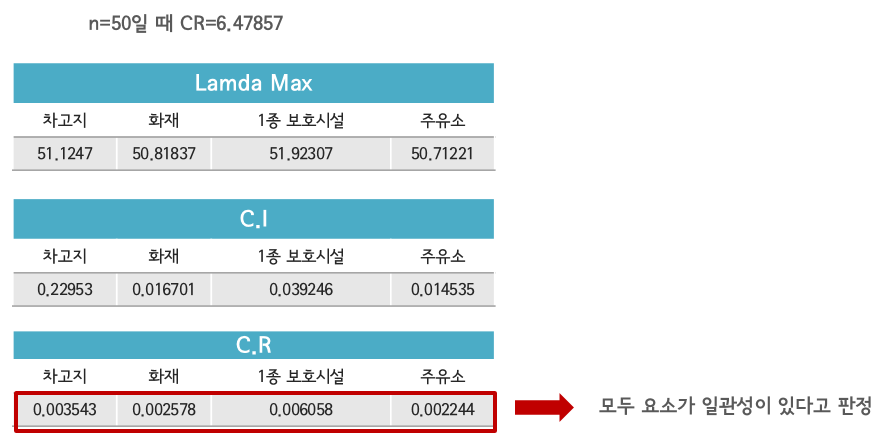 n=50일 때 CR=6.47857
Lamda Max
차고지 화재 1종 보호시설 주유소
51.1247 50.81837 51.92307 50.71221
C.I
차고지 화재 1종 보호시설 주유소
0.22953 0.016701 0.039246 0.014535
C.R
차고지 화재 1종 보호시설 주유소
0.003543 0.002578 0.006058 0.002244
모두 요소가 일관성이 있다고 판정